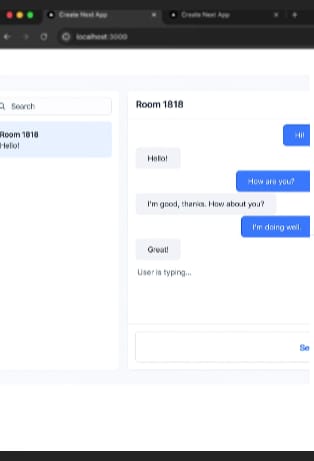 Create Next App
Create Next App
localhost:3000
Search
Room 1818
Hello!
Room 1818
Hi!
Hello!
How are you?
I'm good, thanks. How about you?
I'm doing well.
Great!
User is typing...
Se